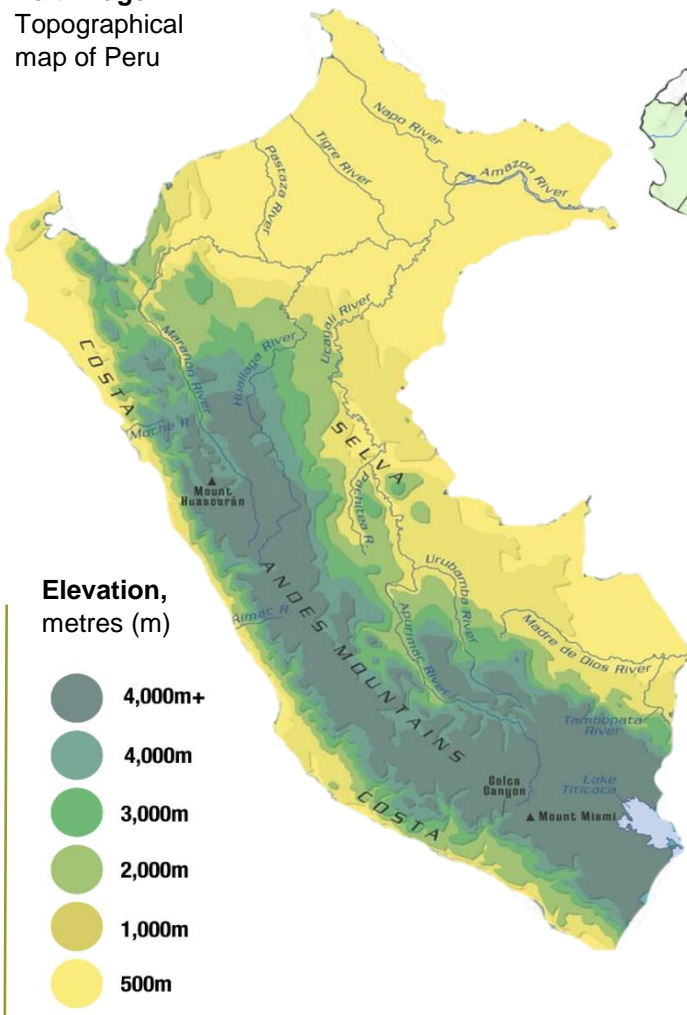 Topographical
map of Peru
Napo River
Tigre River
Pastaza River
Amazon River
Marañon River
Huallaga River
Ucayali River
COSTA
Moche R.
SELVA
Mount
Huascarán
Pachitea R.
ANDES MOUNTAINS
Urubamba River
Rimac R.
Apurimac River
Madre de Dios River
Tambopata
River
Lake
Titicaca
Colca
Canyon
Mount Mismi
COSTA
Elevation,
metres (m)
4,000m+
4,000m
3,000m
2,000m
1,000m
500m